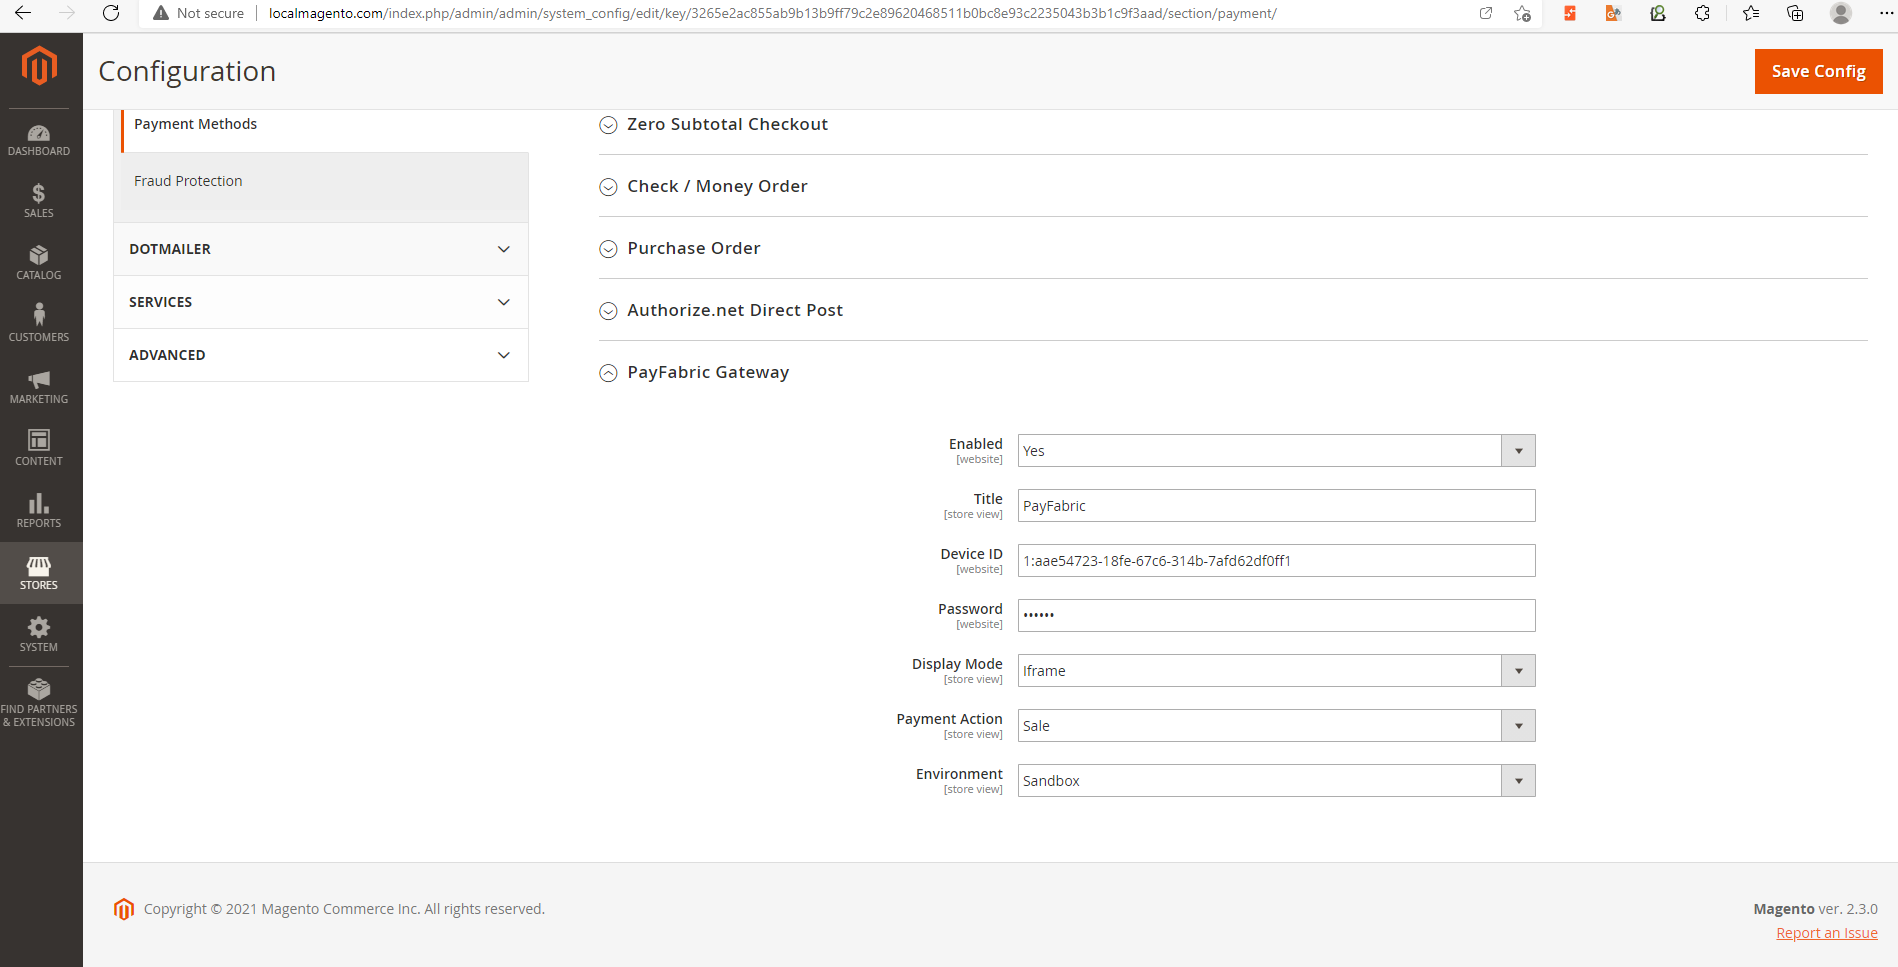 Not secure
localmagento.com/index.php/admin/admin/system_config/edit/key/3265e2ac855ab9b13b9ff79c2e89620468511b0bc8e93c2235043b3b1c9f3aad/section/payment/
Configuration
Save Config
DASHBOARD
SALES
CATALOG
CUSTOMERS
MARKETING
CONTENT
REPORTS
STORES
SYSTEM
FIND PARTNERS
& EXTENSIONS
Payment Methods
Fraud Protection
DOTMAILER
SERVICES
ADVANCED
Zero Subtotal Checkout
Check / Money Order
Purchase Order
Authorize.net Direct Post
PayFabric Gateway
Enabled
[website]
Yes
Title
[store view]
PayFabric
Device ID
[website]
1:aae54723-18fe-67c6-314b-7afd62df0ff1
Password
[website]
••••••
Display Mode
[store view]
Iframe
Payment Action
[store view]
Sale
Environment
[store view]
Sandbox
Copyright © 2021 Magento Commerce Inc. All rights reserved.
Magento ver. 2.3.0
Report an Issue